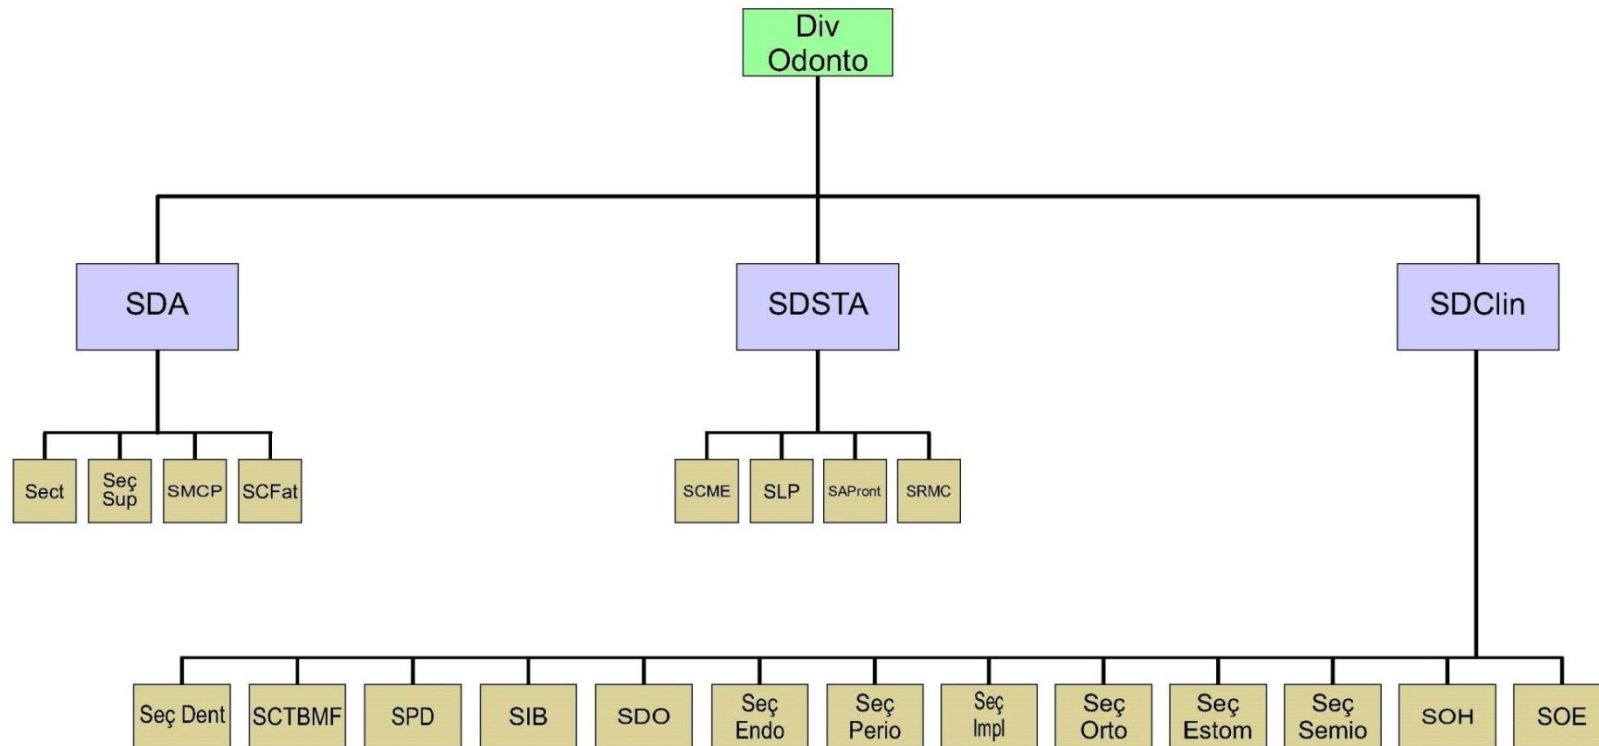 Div
Odonto
SDA
SDSTA
SDClin
Sect
Seç
Sup
SMCP
SCFat
SCME
SLP
SAPront
SRMC
Seç Dent
SCTBMF
SPD
SIB
SDO
Seç
Endo
Seç
Perio
Seç
Impl
Seç
Orto
Seç
Estom
Seç
Semio
SOH
SOE